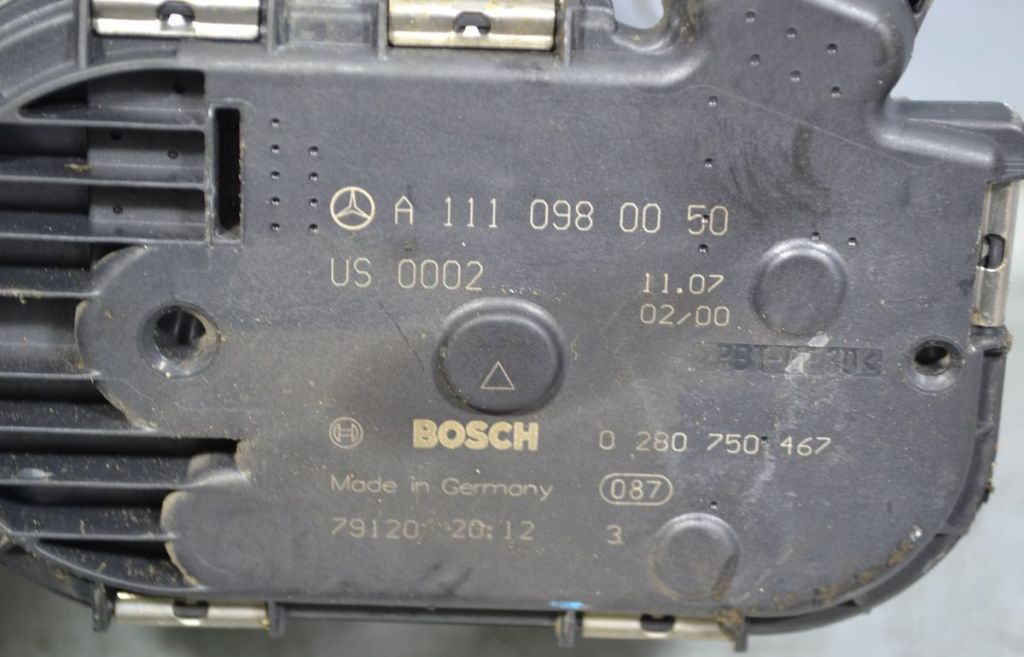 A 111 098 00 50
US 0002
11.07
02/00
BOSCH 0 280 750 467
Made in Germany
087
79120 20:12
3